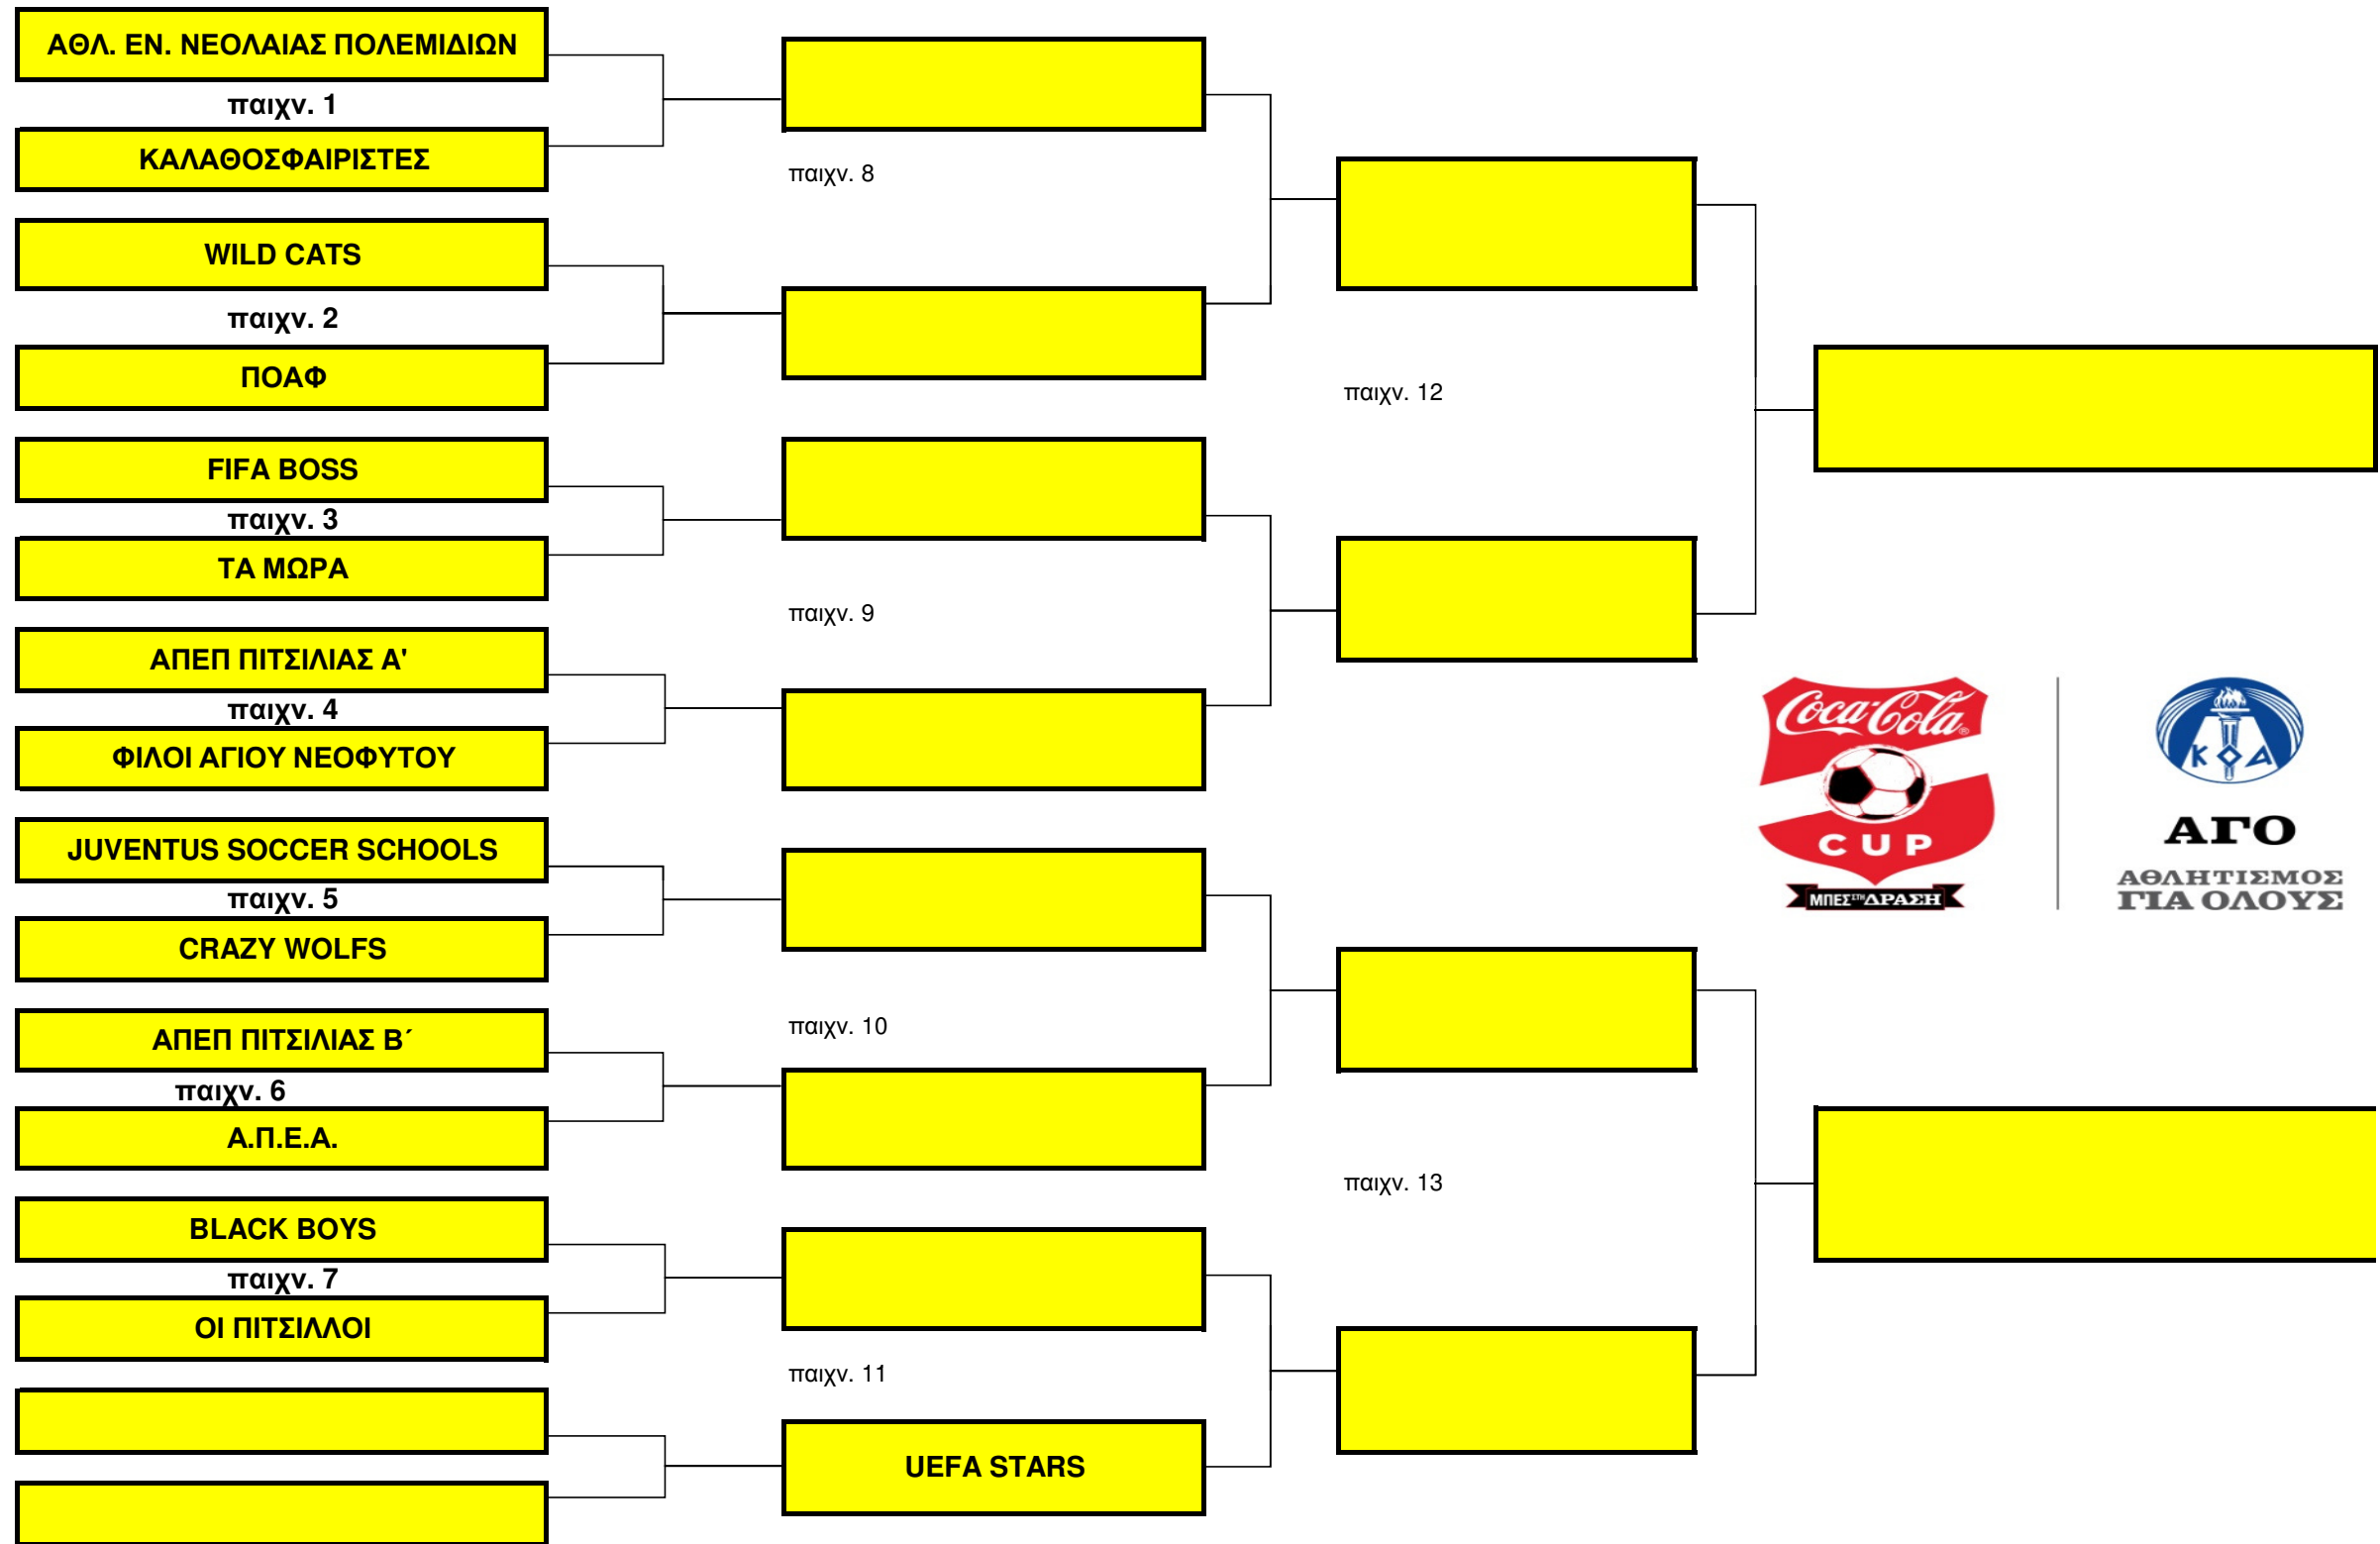 ΑΘΛ. ΕΝ. ΝΕΟΛΑΙΑΣ ΠΟΛΕΜΙΔΙΩΝ
παιχν. 1
ΚΑΛΑΘΟΣΦΑΙΡΙΣΤΕΣ
παιχν. 8
WILD CATS
παιχν. 2
ΠΟΑΦ
παιχν. 12
FIFA BOSS
παιχν. 3
ΤΑ ΜΩΡΑ
παιχν. 9
ΑΠΕΠ ΠΙΤΣΙΛΙΑΣ Α'
παιχν. 4
ΦΙΛΟΙ ΑΓΙΟΥ ΝΕΟΦΥΤΟΥ
Coca-Cola®
CUP
ΜΠΕΣ ΣΤΗ ΔΡΑΣΗ
ΚΟΑ
ΑΓΟ
ΑΘΛΗΤΙΣΜΟΣ
ΓΙΑ ΟΛΟΥΣ
JUVENTUS SOCCER SCHOOLS
παιχν. 5
CRAZY WOLFS
παιχν. 10
ΑΠΕΠ ΠΙΤΣΙΛΙΑΣ Β´
παιχν. 6
Α.Π.Ε.Α.
παιχν. 13
BLACK BOYS
παιχν. 7
ΟΙ ΠΙΤΣΙΛΛΟΙ
παιχν. 11
UEFA STARS